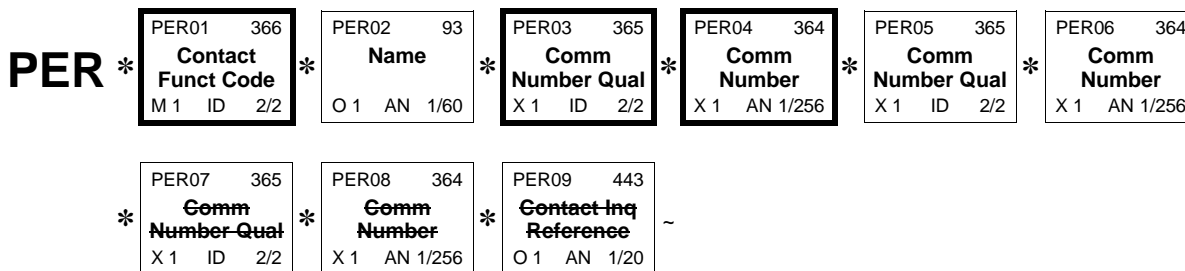 PER * PER01 366 * PER02 93 * PER03 365 * PER04 364 * PER05 365 * PER06 364
Contact Name Comm Comm Comm Comm
Funct Code Number Qual Number Number Qual Number
M 1 ID 2/2 O 1 AN 1/60 X 1 ID 2/2 X 1 AN 1/256 X 1 ID 2/2 X 1 AN 1/256
* PER07 365 * PER08 364 * PER09 443 ~
Comm Comm Contact Inq
Number Qual Number Reference
X 1 ID 2/2 X 1 AN 1/256 O 1 AN 1/20